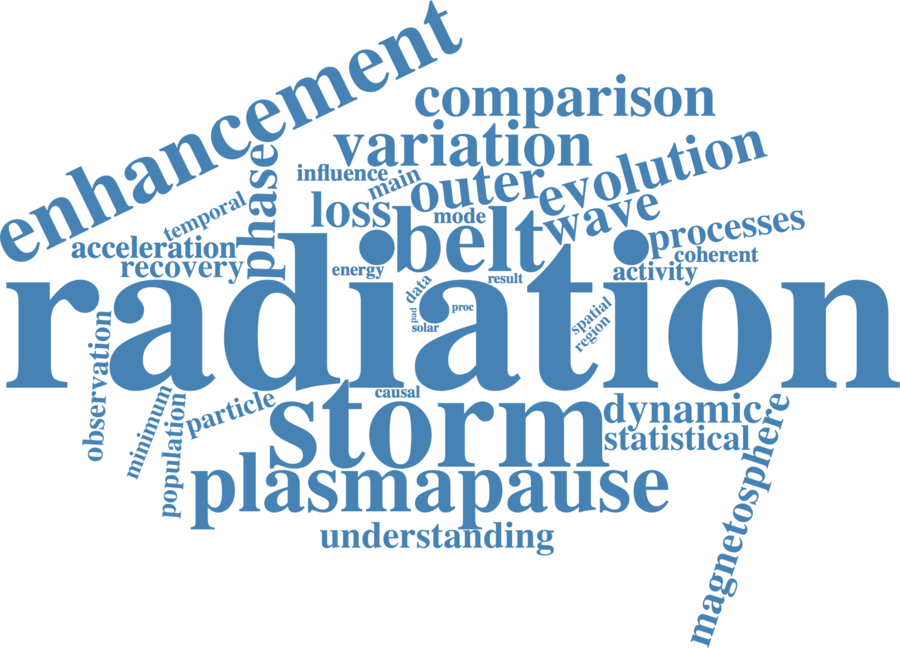 enhancement
comparison
variation
influence
main
outer
evolution
phase
temporal
loss
mode
belt
wave
processes
acceleration
recovery
coherent
activity
energy
result
data
radiation
proc
solar
spatial
region
observation
minimum
population
particle
causal
storm
dynamic
statistical
magnetosphere
plasmapause
understanding